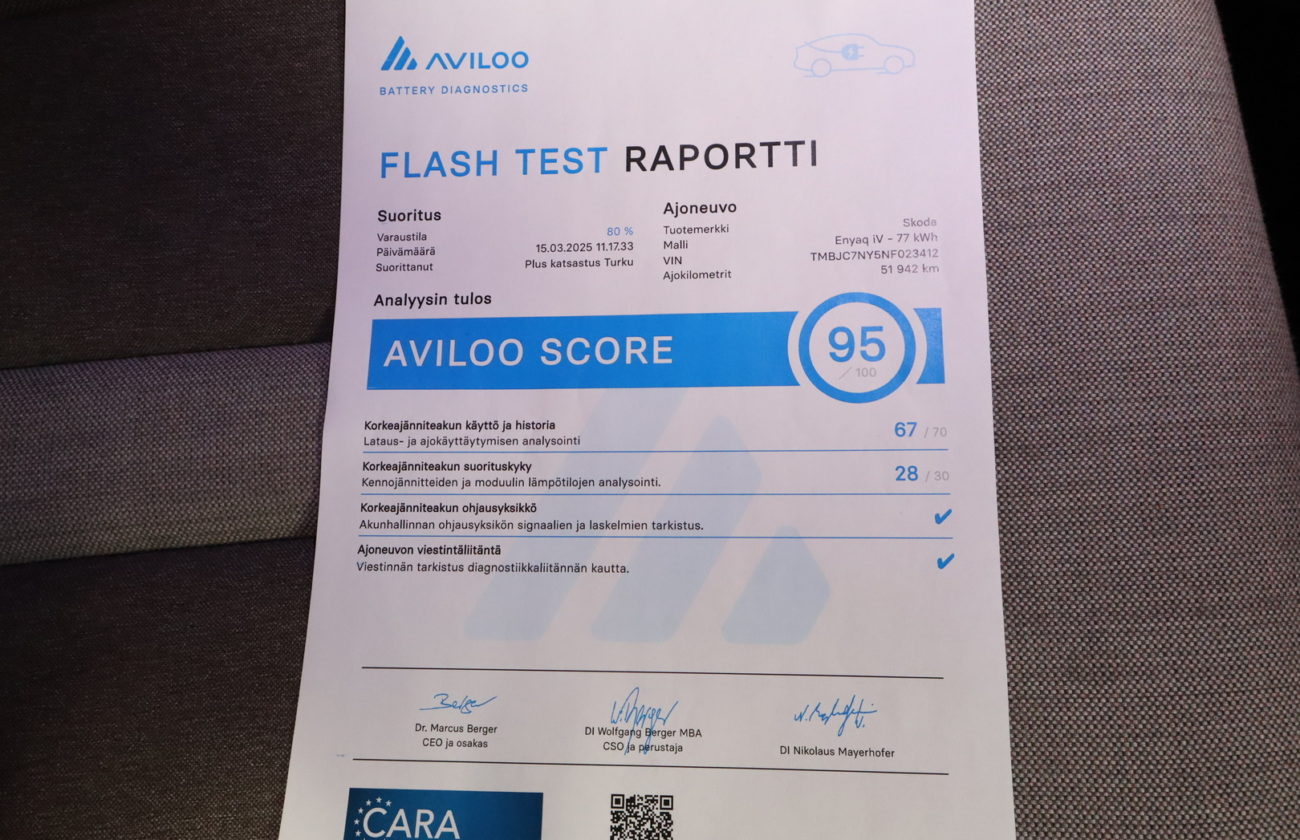 AVILOO
BATTERY DIAGNOSTICS
FLASH TEST RAPORTTI
Suoritus
Varaustila 80 %
Päivämäärä 15.03.2025 11.17.33
Suorittanut Plus katsastus Turku
Ajoneuvo
Tuotemerkki Skoda
Malli Enyaq iV - 77 kWh
VIN TMBJC7NY5NF023412
Ajokilometrit 51 942 km
Analyysin tulos
AVILOO SCORE 95
/ 100
Korkeajänniteakun käyttö ja historia
Lataus- ja ajokäyttäytymisen analysointi
67 / 70
Korkeajänniteakun suorituskyky
Kennojännitteiden ja moduulin lämpötilojen analysointi.
28 / 30
Korkeajänniteakun ohjausyksikkö
Akunhallinnan ohjausyksikön signaalien ja laskelmien tarkistus.
Ajoneuvon viestintäliitäntä
Viestinnän tarkistus diagnostiikkaliitännän kautta.
Berger
Dr. Marcus Berger
CEO ja osakas
W. Berger
DI Wolfgang Berger MBA
CSO ja perustaja
DI Nikolaus Mayerhofer
CARA